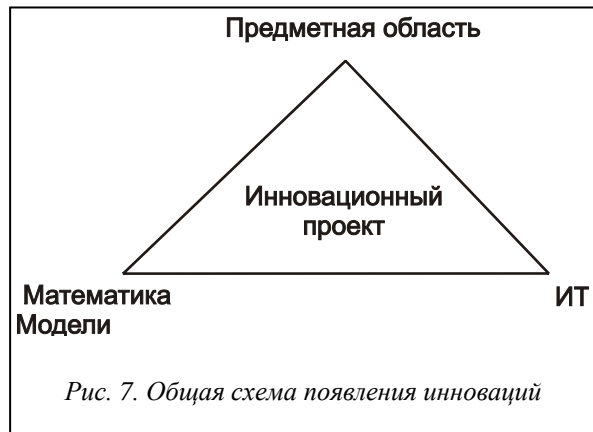 Предметная область
Инновационный
проект
Математика
Модели
ИТ
Рис. 7. Общая схема появления инноваций